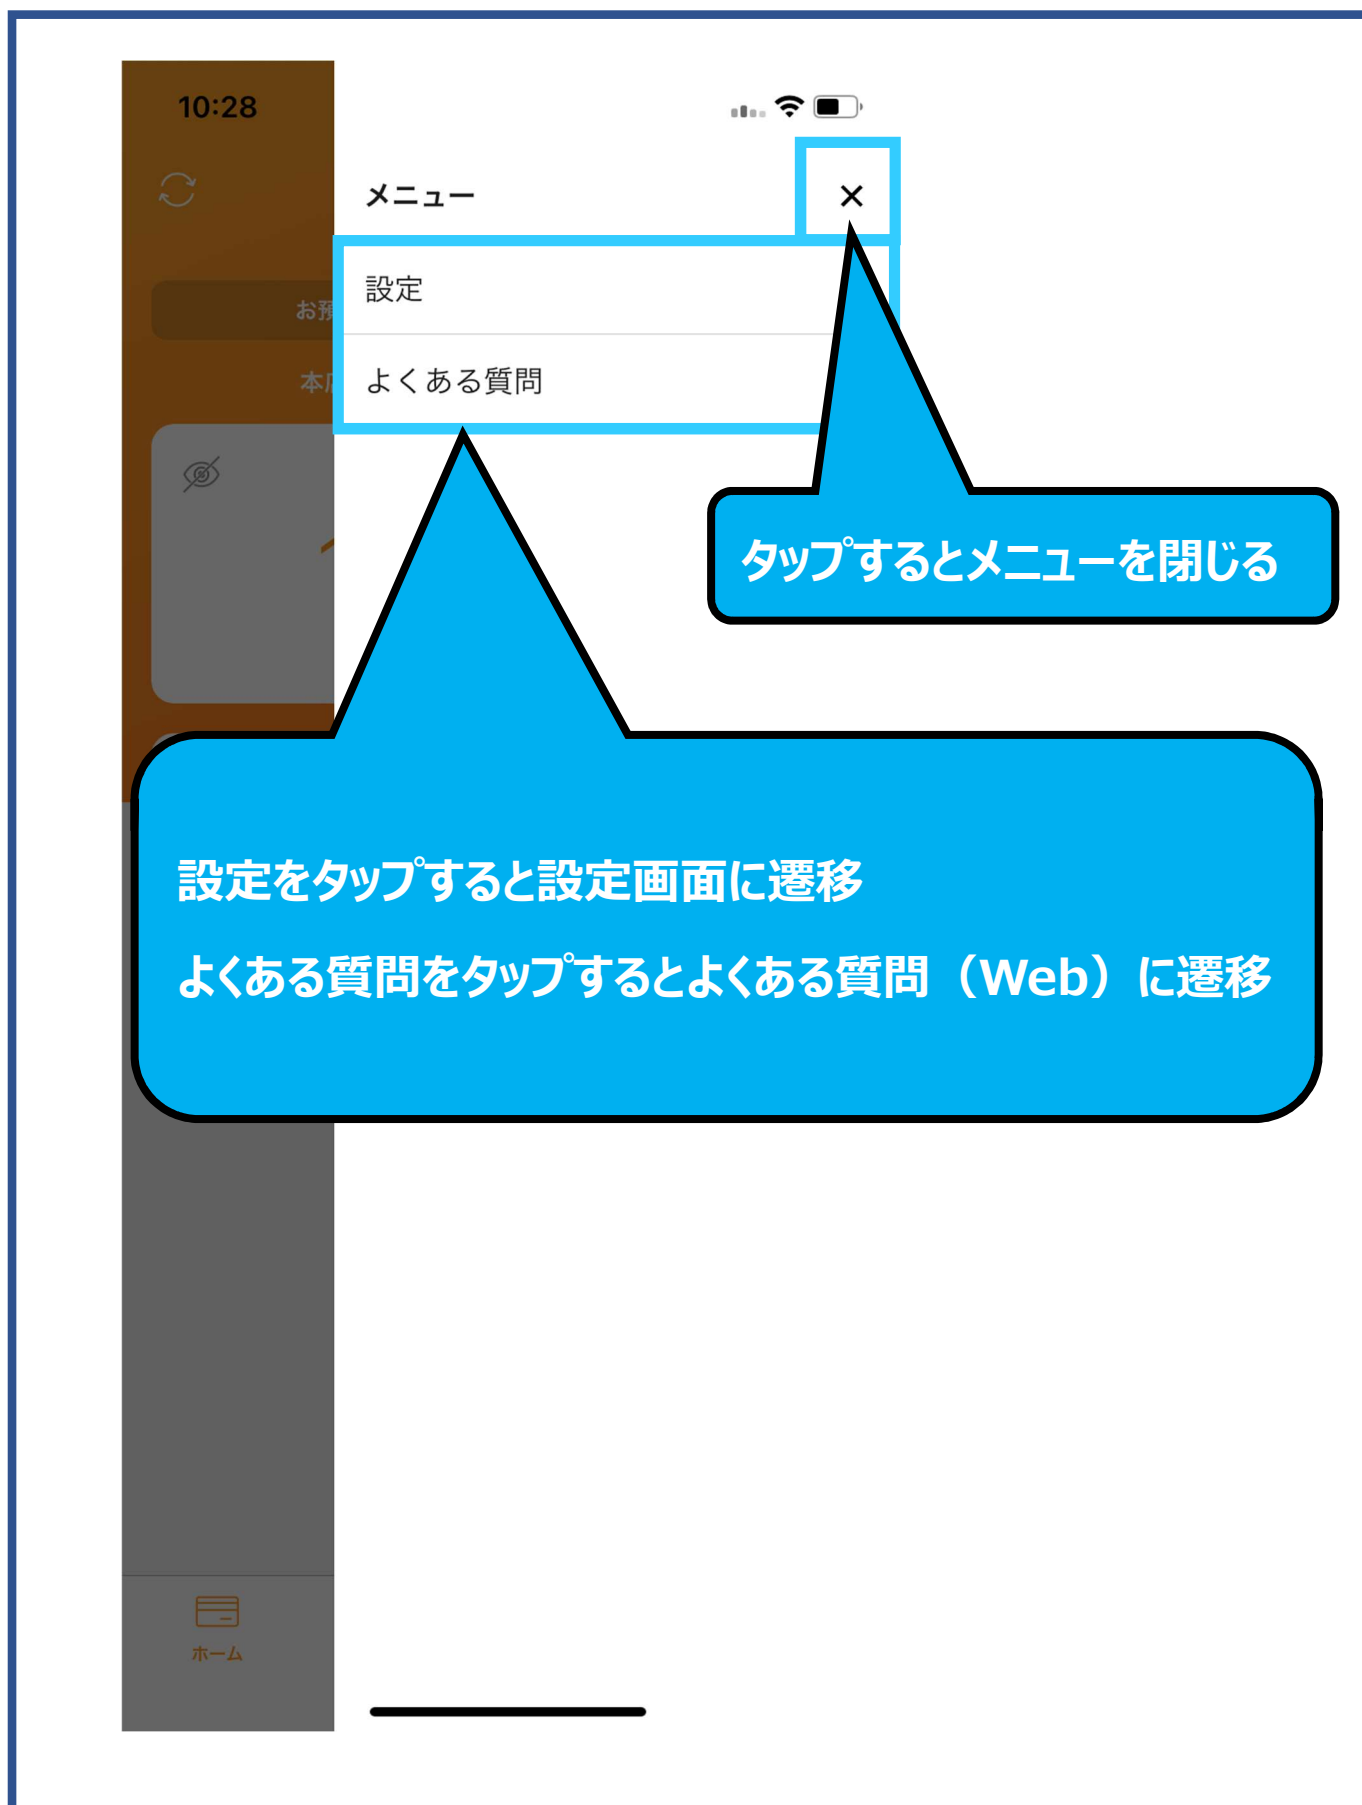 10:28
メニュー
設定
お預
よくある質問
本店
タップするとメニューを閉じる
設定をタップすると設定画面に遷移
よくある質問をタップするとよくある質問（Web）に遷移
ホーム